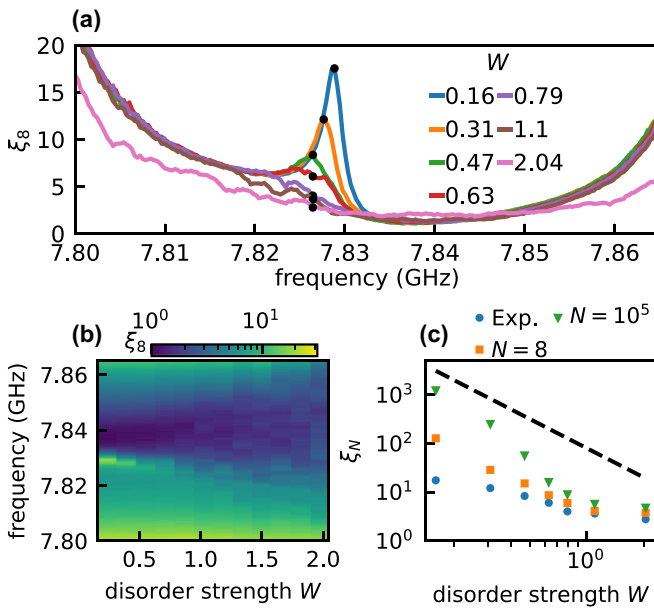 (a)
20
15
10
5
0
ξ8
W
0.16 0.79
0.31 1.1
0.47 2.04
0.63
7.80 7.81 7.82 7.83 7.84 7.85 7.86
frequency (GHz)
(b)
ξ8
10^0 10^1
7.86
7.84
7.82
7.80
frequency (GHz)
0.5 1.0 1.5 2.0
disorder strength W
(c)
Exp. N = 10^5
N = 8
10^3
10^2
10^1
10^0
ξN
10^0
disorder strength W